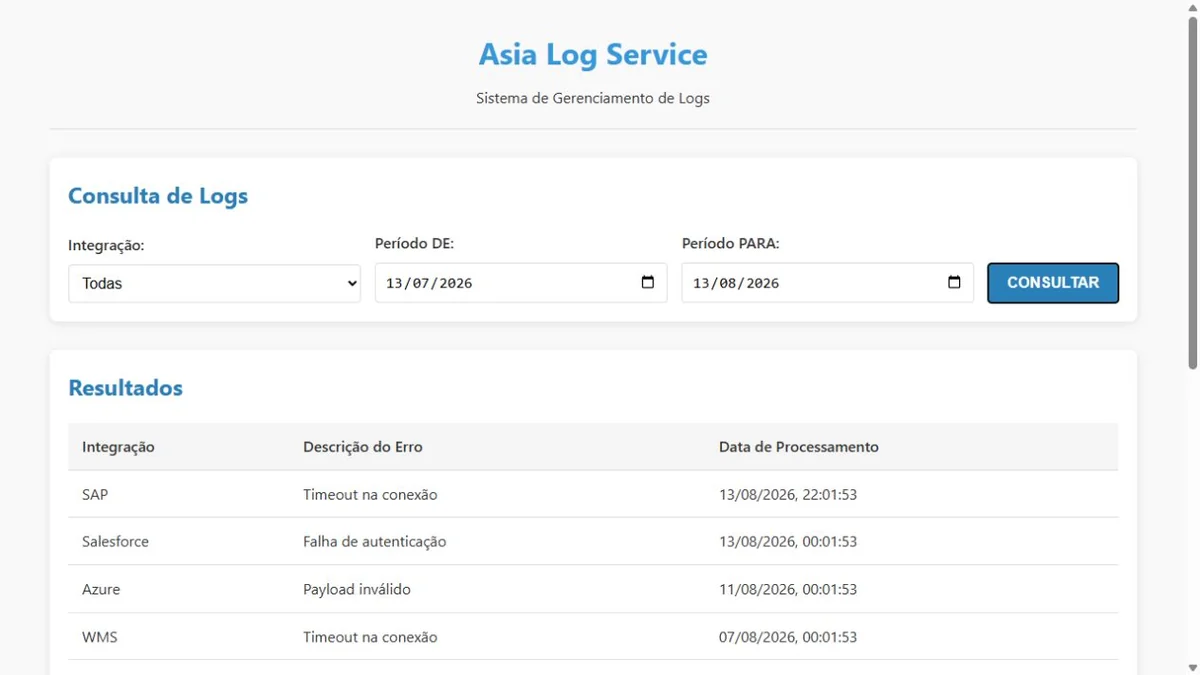 Asia Log Service
Sistema de Gerenciamento de Logs
Consulta de Logs
Integração:
Período DE:
Período PARA:
Todas
13/07/2026
13/08/2026
CONSULTAR
Resultados
Integração Descrição do Erro Data de Processamento
SAP Timeout na conexão 13/08/2026, 22:01:53
Salesforce Falha de autenticação 13/08/2026, 00:01:53
Azure Payload inválido 11/08/2026, 00:01:53
WMS Timeout na conexão 07/08/2026, 00:01:53